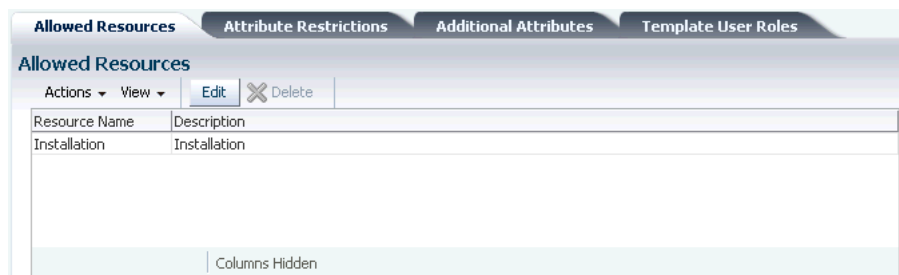 Allowed Resources Attribute Restrictions Additional Attributes Template User Roles
Allowed Resources
Actions View Edit Delete
Resource Name Description
Installation Installation
Columns Hidden